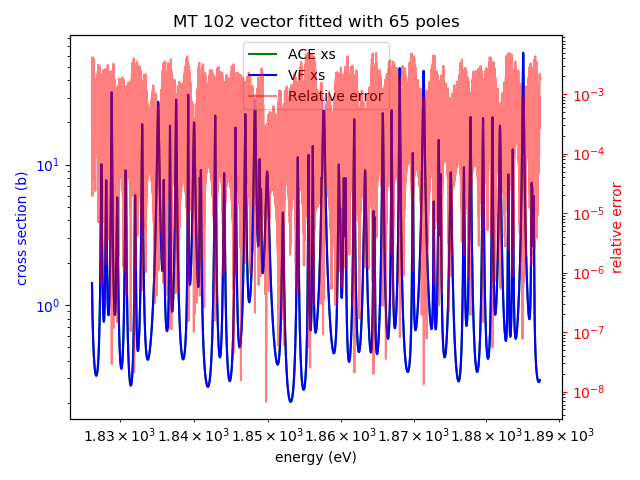 MT 102 vector fitted with 65 poles
ACE xs
VF xs
Relative error
cross section (b)
10¹
10⁰
10⁻³
10⁻⁴
10⁻⁵
10⁻⁶
10⁻⁷
10⁻⁸
relative error
1.83 × 10³ 1.84 × 10³ 1.85 × 10³ 1.86 × 10³ 1.87 × 10³ 1.88 × 10³ 1.89 × 10³
energy (eV)